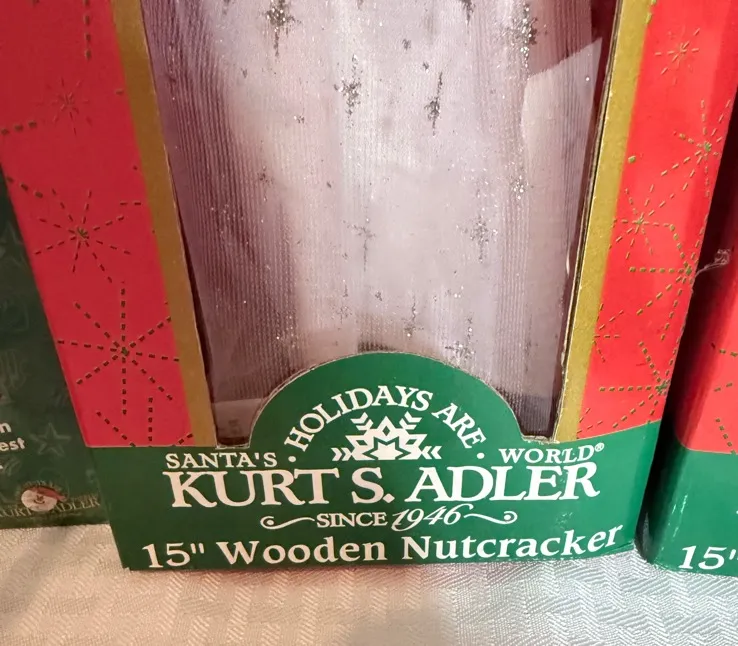 HOLIDAYS ARE
SANTA'S · · WORLD®
KURT S. ADLER
SINCE 1946
15" Wooden Nutcracker
15"